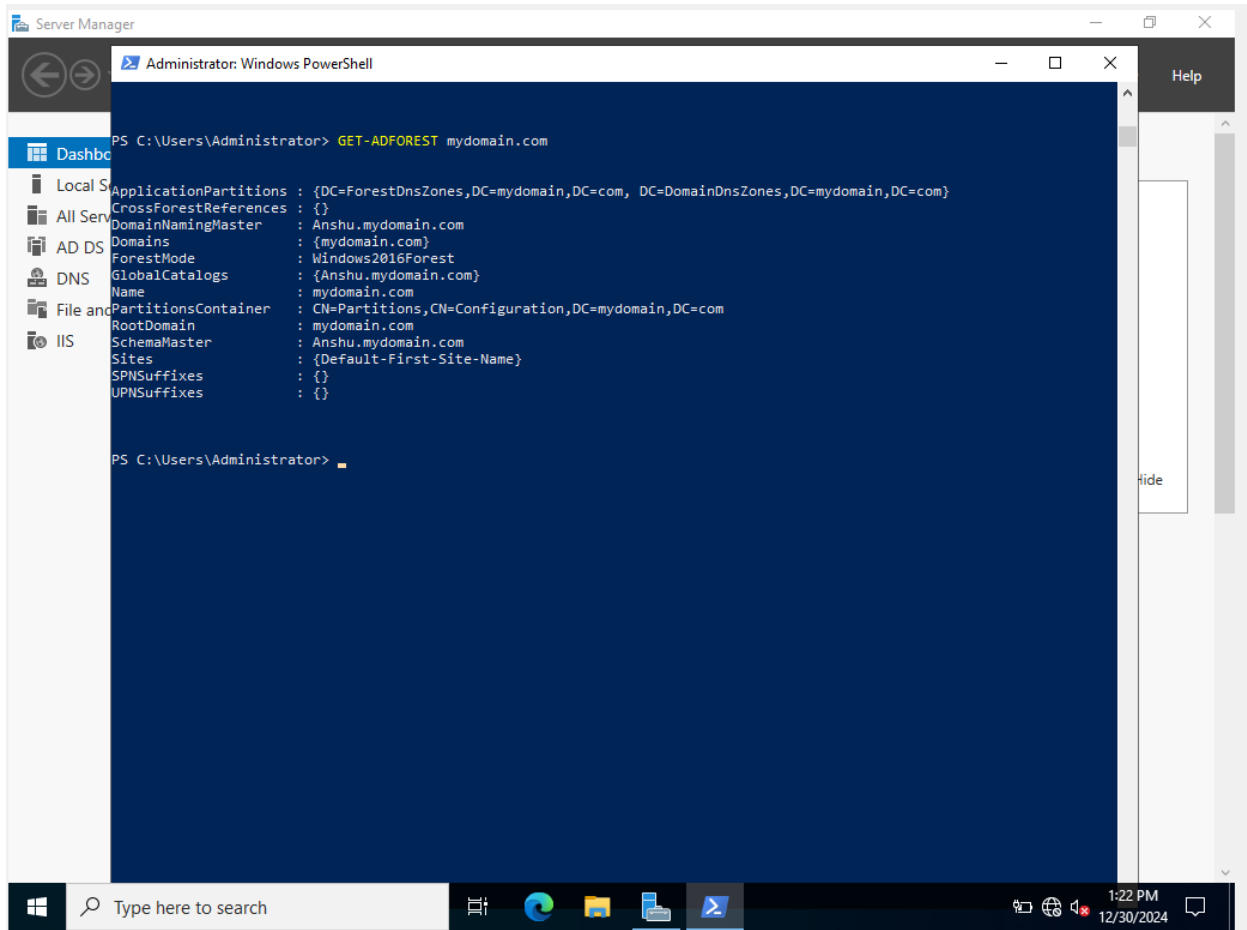 Server Manager
Administrator: Windows PowerShell
Help
PS C:\Users\Administrator> GET-ADFOREST mydomain.com
ApplicationPartitions : {DC=ForestDnsZones,DC=mydomain,DC=com, DC=DomainDnsZones,DC=mydomain,DC=com}
CrossForestReferences : {}
DomainNamingMaster : Anshu.mydomain.com
Domains : {mydomain.com}
ForestMode : Windows2016Forest
GlobalCatalogs : {Anshu.mydomain.com}
Name : mydomain.com
PartitionsContainer : CN=Partitions,CN=Configuration,DC=mydomain,DC=com
RootDomain : mydomain.com
SchemaMaster : Anshu.mydomain.com
Sites : {Default-First-Site-Name}
SPNSuffixes : {}
UPNSuffixes : {}
PS C:\Users\Administrator>
Dashbo
Local S
All Serv
AD DS
DNS
File and
IIS
Hide
Type here to search
1:22 PM
12/30/2024